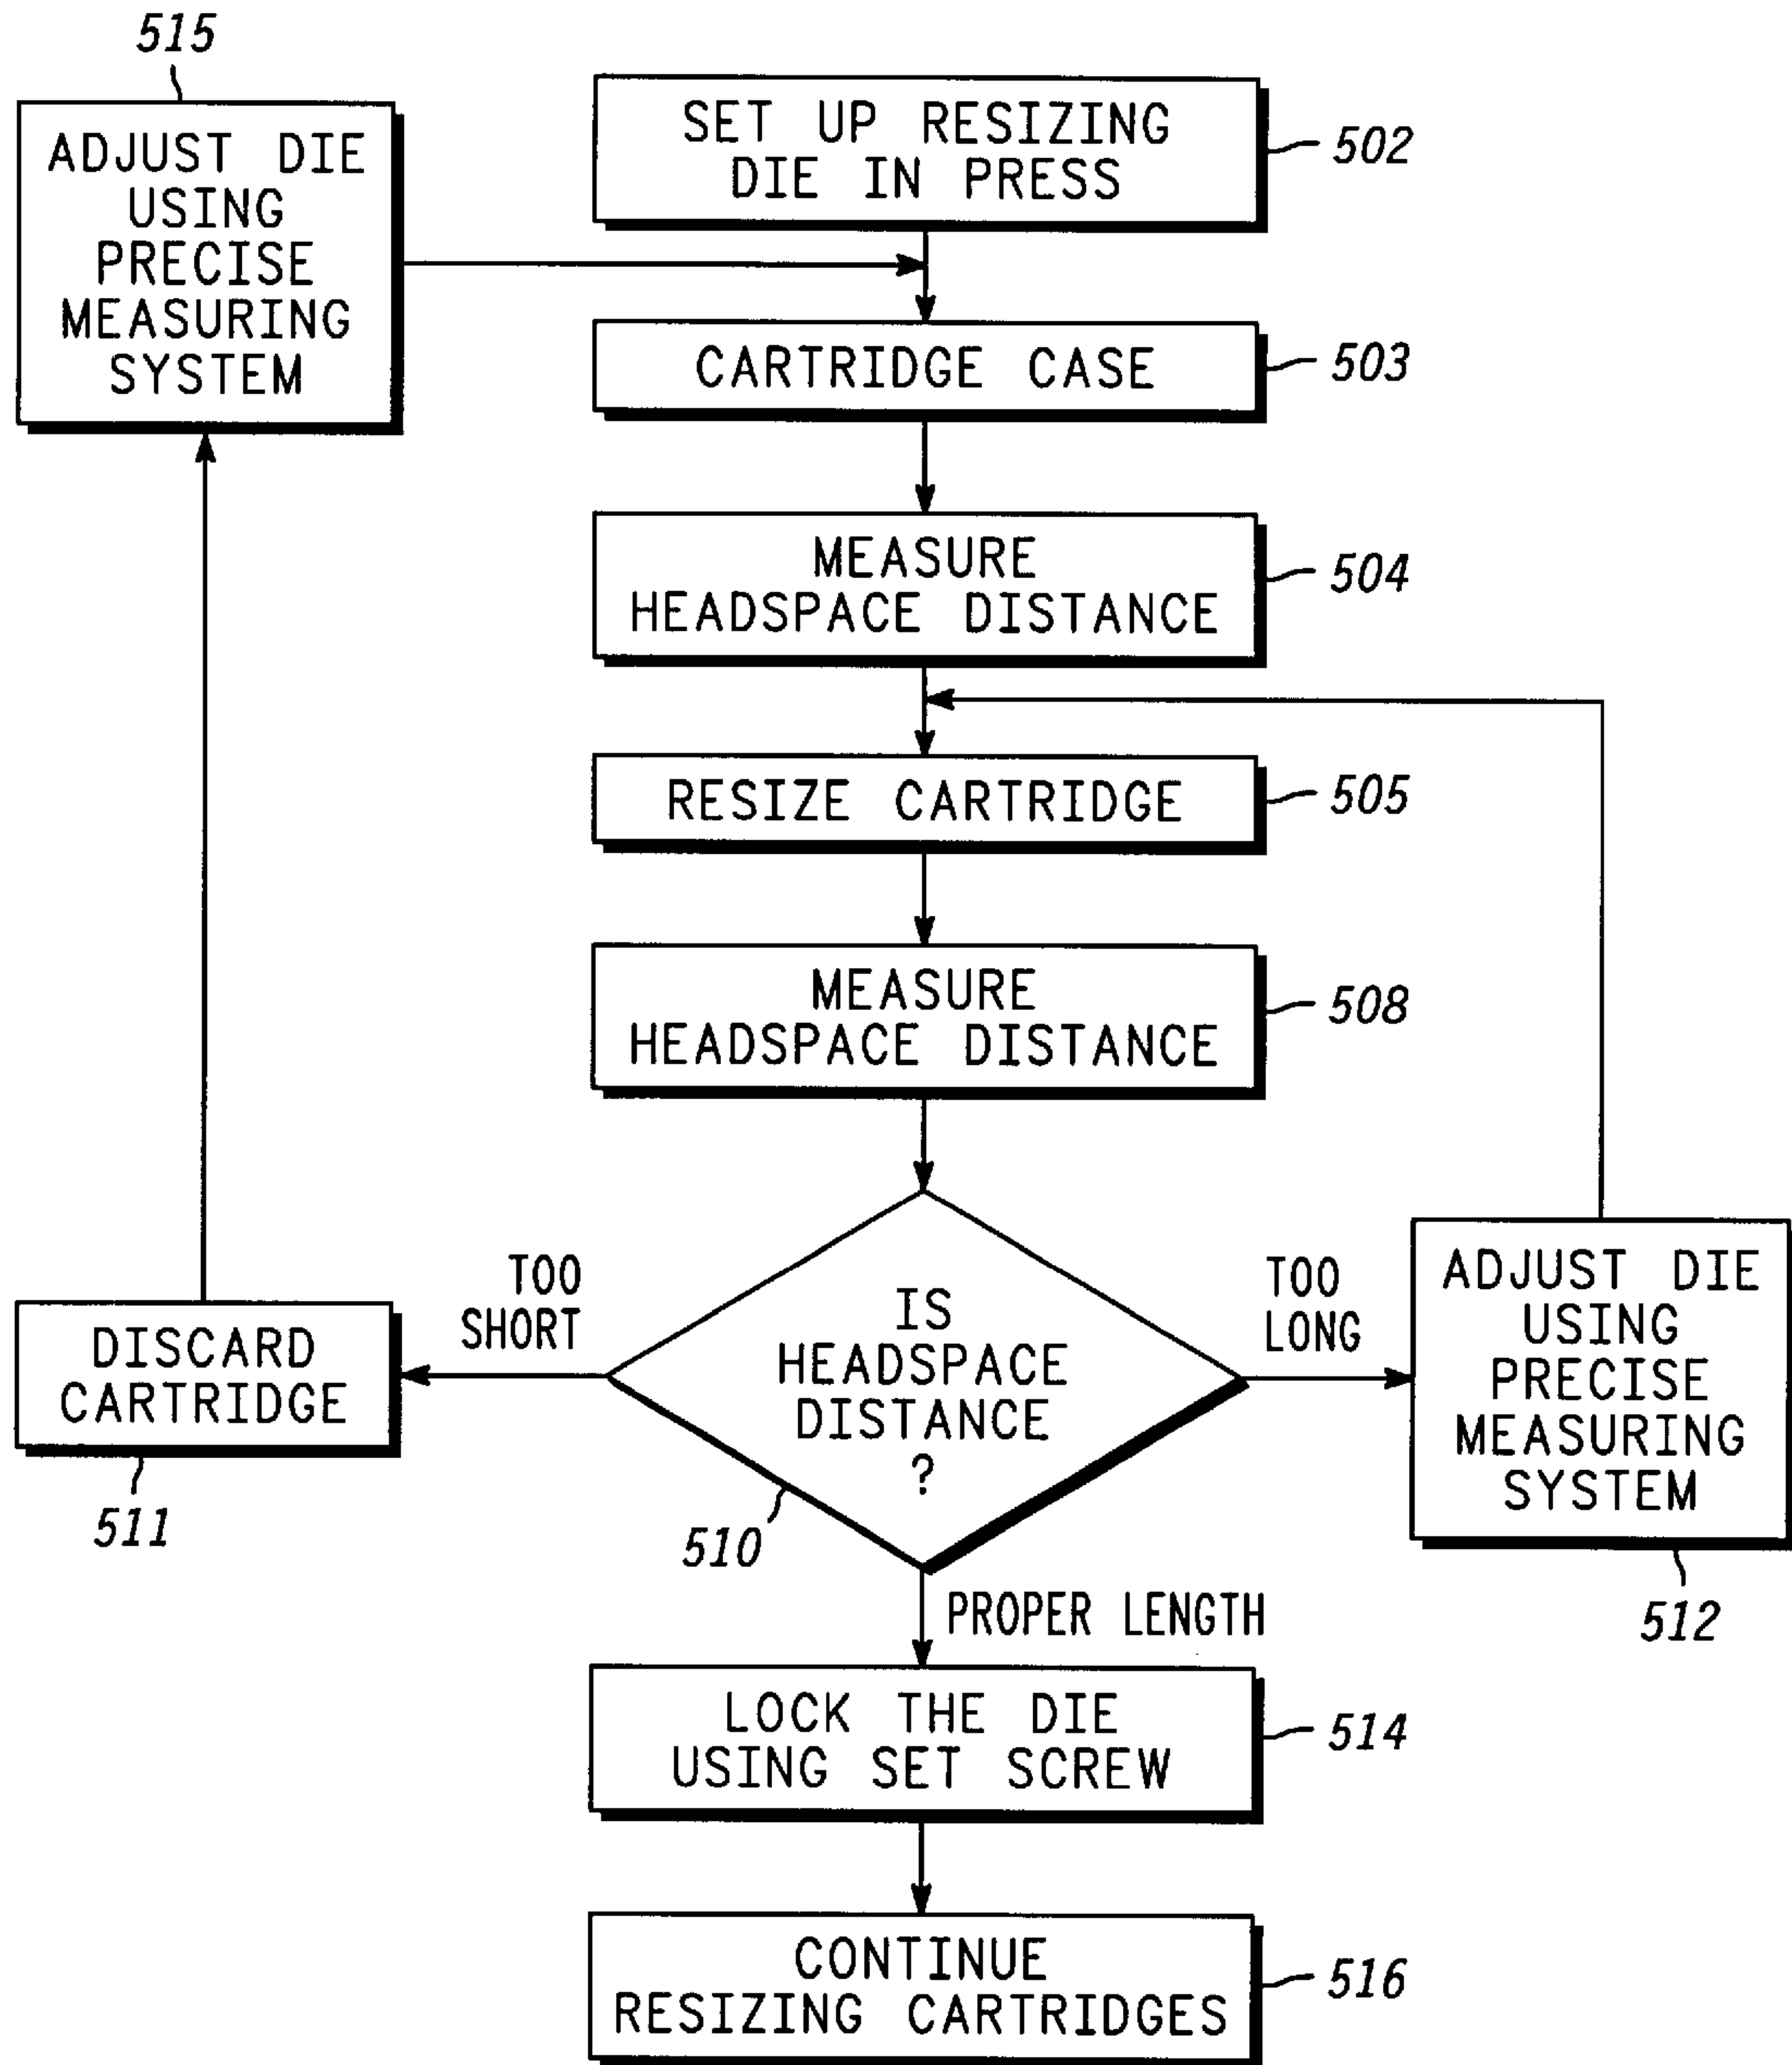 515
ADJUST DIE
USING
PRECISE
MEASURING
SYSTEM
SET UP RESIZING
DIE IN PRESS
502
CARTRIDGE CASE
503
MEASURE
HEADSPACE DISTANCE
504
RESIZE CARTRIDGE
505
MEASURE
HEADSPACE DISTANCE
508
TOO
SHORT
IS
HEADSPACE
DISTANCE
?
510
TOO
LONG
DISCARD
CARTRIDGE
511
ADJUST DIE
USING
PRECISE
MEASURING
SYSTEM
512
PROPER LENGTH
LOCK THE DIE
USING SET SCREW
514
CONTINUE
RESIZING CARTRIDGES
516